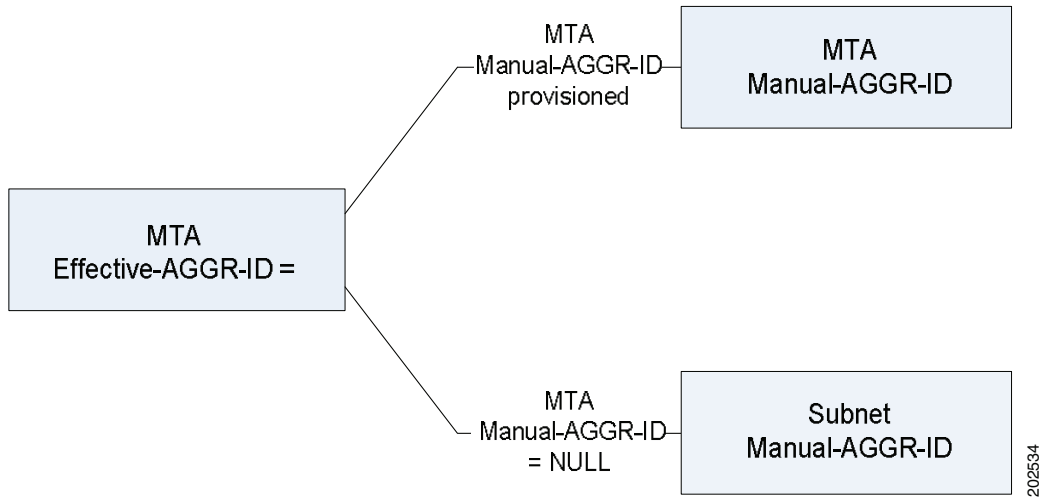 MTA
Manual-AGGR-ID
provisioned
MTA
Manual-AGGR-ID
MTA
Effective-AGGR-ID =
MTA
Manual-AGGR-ID
= NULL
Subnet
Manual-AGGR-ID
202534